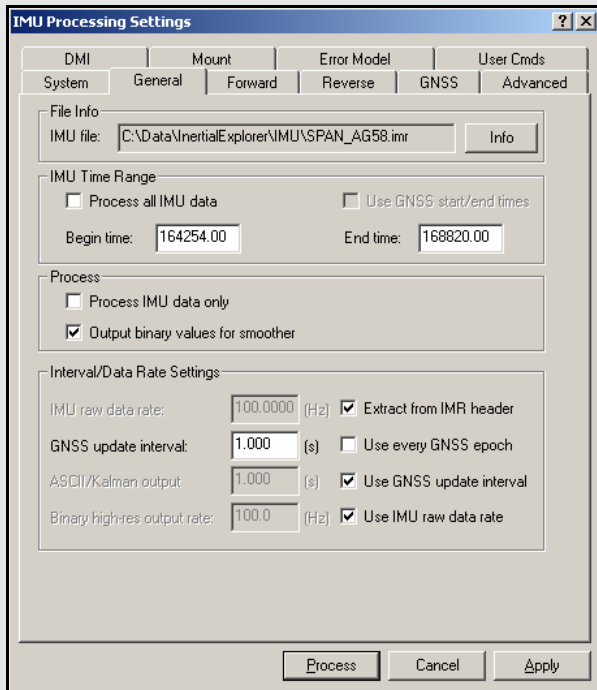 IMU Processing Settings
DMI Mount Error Model User Cmds
System General Forward Reverse GNSS Advanced
File Info
IMU file: C:\Data\InertialExplorer\IMU\SPAN_AG58.imr Info
IMU Time Range
Process all IMU data Use GNSS start/end times
Begin time: 164254.00 End time: 168820.00
Process
Process IMU data only
Output binary values for smoother
Interval/Data Rate Settings
IMU raw data rate: 100.0000 (Hz) Extract from IMR header
GNSS update interval: 1.000 (s) Use every GNSS epoch
ASCII/Kalman output 1.000 (s) Use GNSS update interval
Binary high-res output rate: 100.0 (Hz) Use IMU raw data rate
Process Cancel Apply